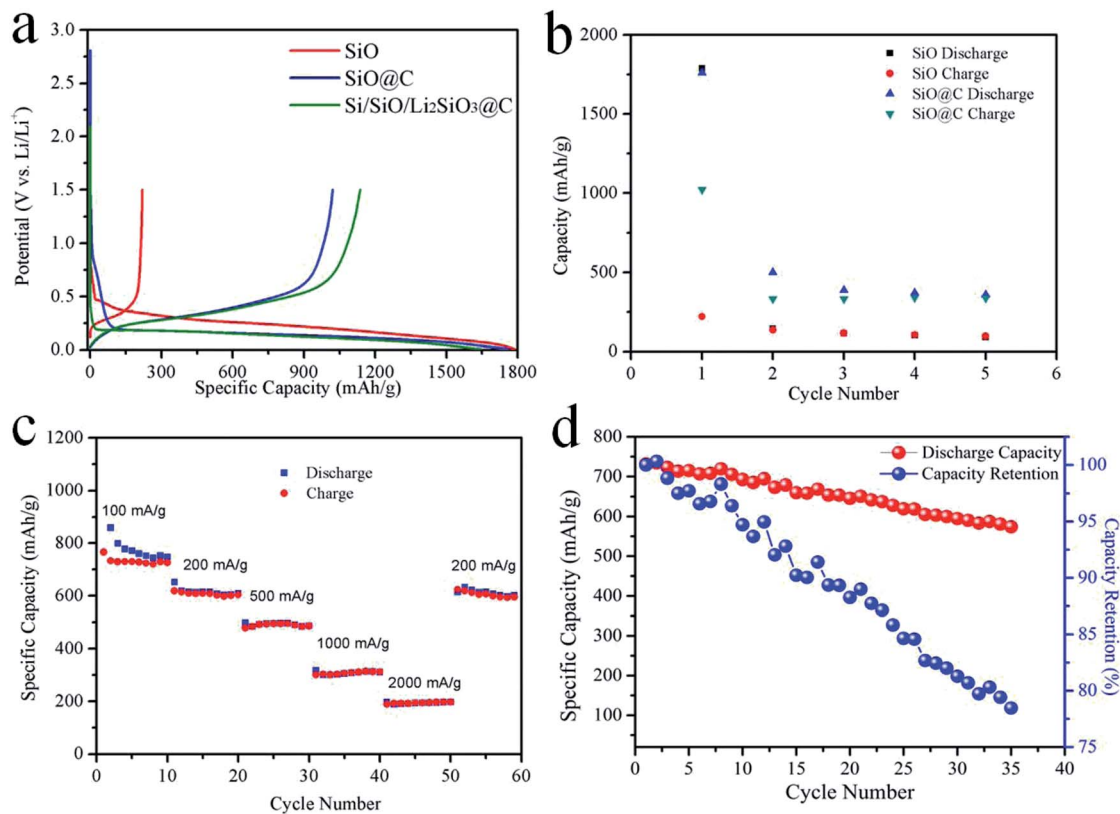 a
3.0
2.5
2.0
1.5
1.0
0.5
0.0
Potential (V vs. Li/Li⁺)
SiO
SiO@C
Si/SiO/Li₂SiO₃@C
0 300 600 900 1200 1500 1800
Specific Capacity (mAh/g)
b
2000
1500
1000
500
0
Capacity (mAh/g)
SiO Discharge
SiO Charge
SiO@C Discharge
SiO@C Charge
0 1 2 3 4 5 6
Cycle Number
c
1200
1000
800
600
400
200
0
Specific Capacity (mAh/g)
Discharge
Charge
100 mA/g
200 mA/g
500 mA/g
1000 mA/g
2000 mA/g
200 mA/g
0 10 20 30 40 50 60
Cycle Number
d
800
700
600
500
400
300
200
100
Specific Capacity (mAh/g)
Discharge Capacity
Capacity Retention
100
95
90
85
80
75
Capacity Retention (%)
0 5 10 15 20 25 30 35 40
Cycle Number